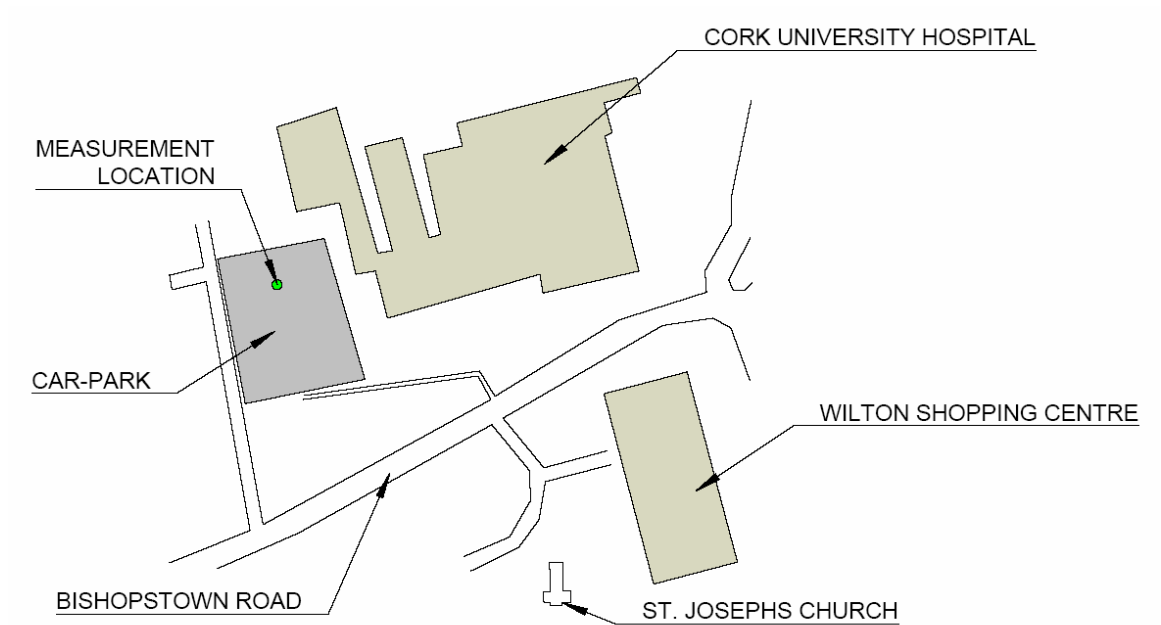 CORK UNIVERSITY HOSPITAL
MEASUREMENT
LOCATION
CAR-PARK
WILTON SHOPPING CENTRE
BISHOPSTOWN ROAD
ST. JOSEPHS CHURCH